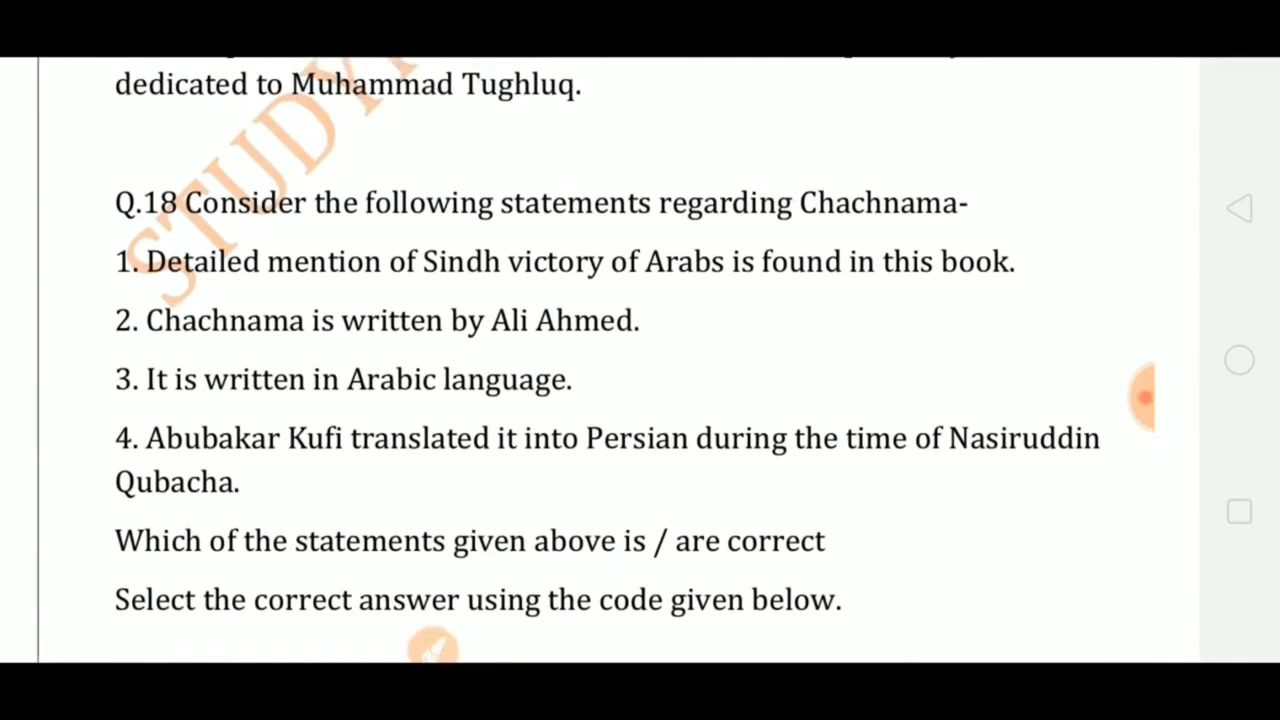 dedicated to Muhammad Tughluq.
Q.18 Consider the following statements regarding Chachnama-
1. Detailed mention of Sindh victory of Arabs is found in this book.
2. Chachnama is written by Ali Ahmed.
3. It is written in Arabic language.
4. Abubakar Kufi translated it into Persian during the time of Nasiruddin
Qubacha.
Which of the statements given above is / are correct
Select the correct answer using the code given below.
STUDY